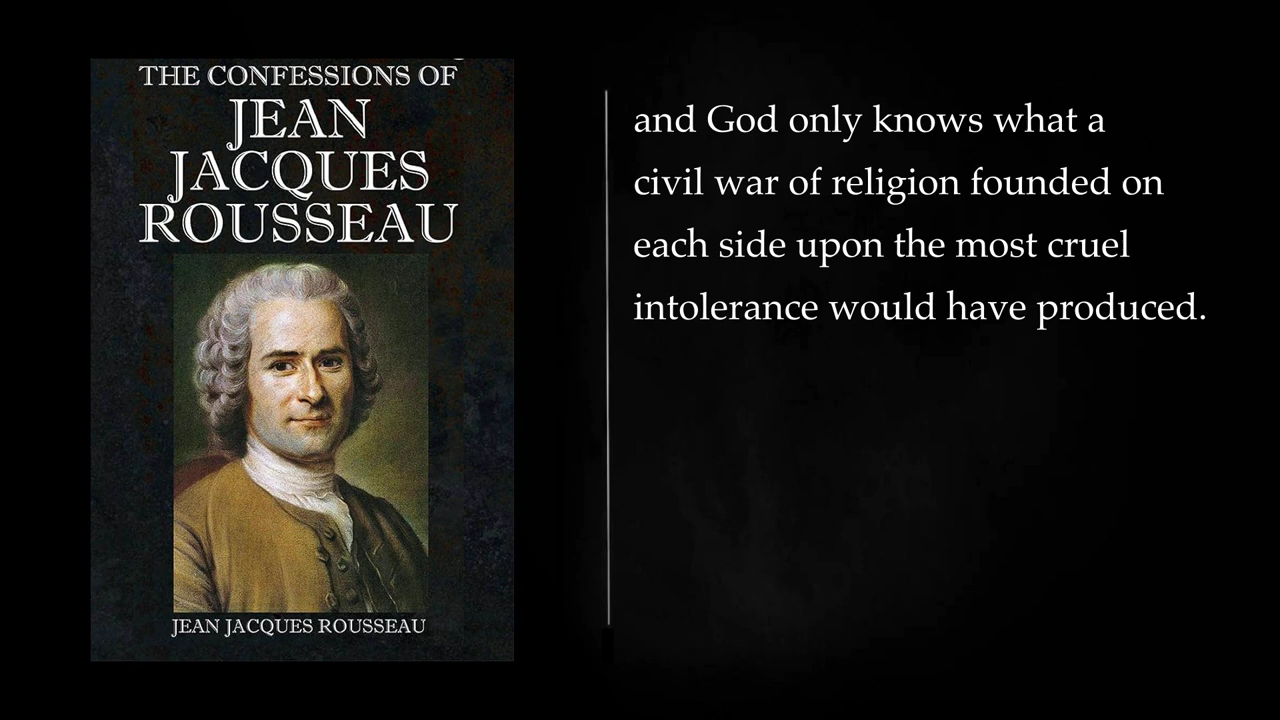 THE CONFESSIONS OF
JEAN
JACQUES
ROUSSEAU
JEAN JACQUES ROUSSEAU
and God only knows what a
civil war of religion founded on
each side upon the most cruel
intolerance would have produced.